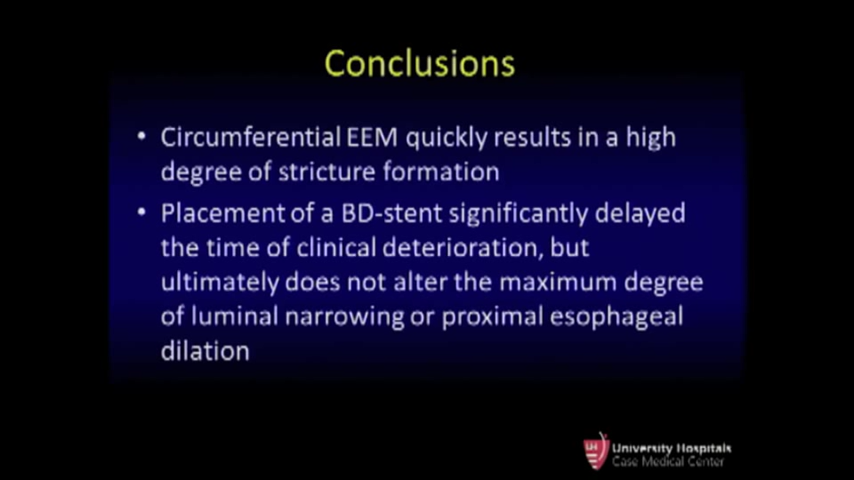 Conclusions
• Circumferential EEM quickly results in a high
degree of stricture formation
• Placement of a BD-stent significantly delayed
the time of clinical deterioration, but
ultimately does not alter the maximum degree
of luminal narrowing or proximal esophageal
dilation
UH
University Hospitals
Case Medical Center